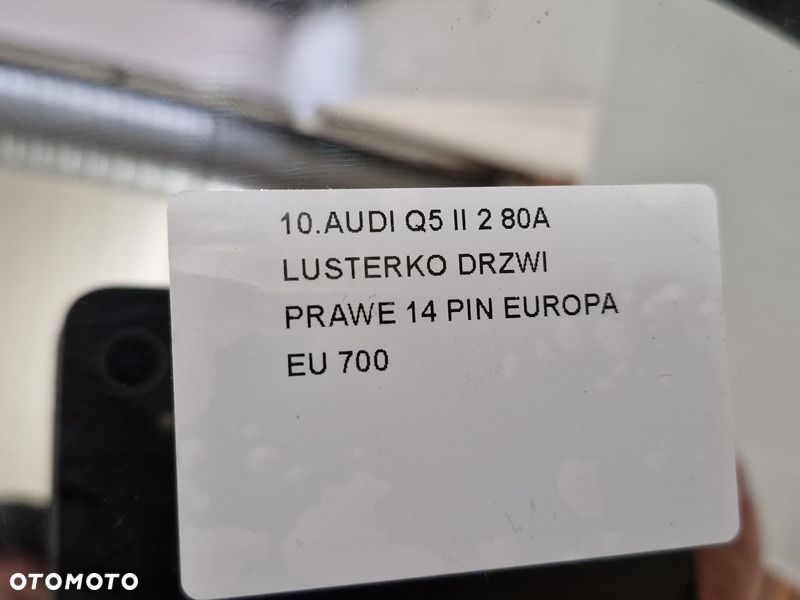 10.AUDI Q5 II 2 80A
LUSTERKO DRZWI
PRAWE 14 PIN EUROPA
EU 700
OTOMOTO